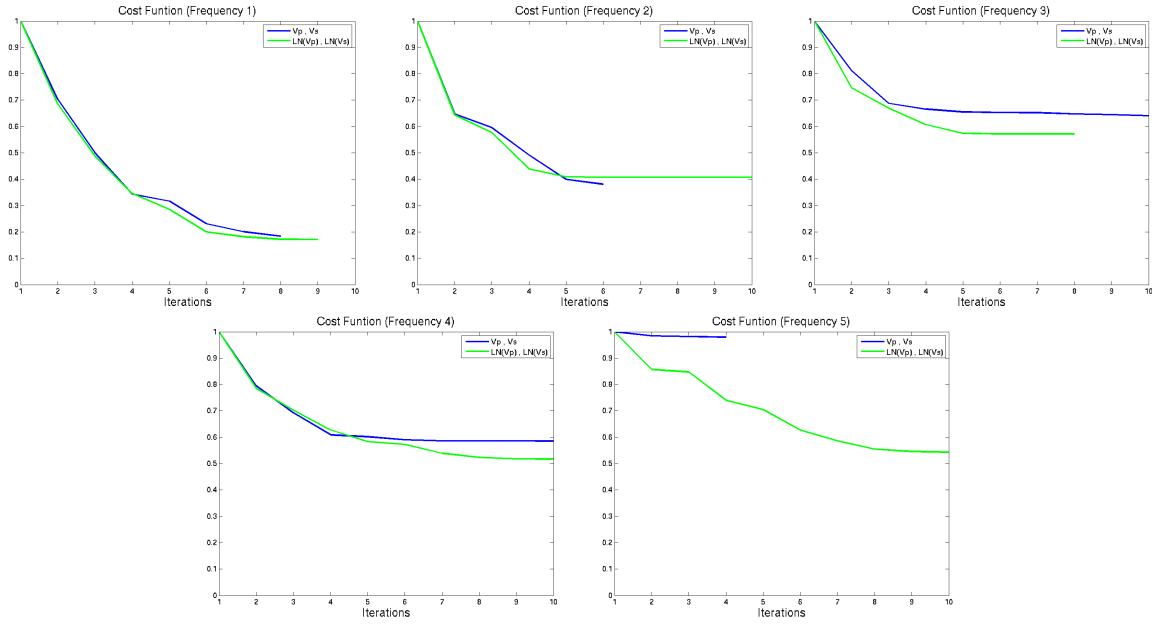 Cost Funtion (Frequency 1)
Vp , Vs
LN(Vp) , LN(Vs)
1
0.9
0.8
0.7
0.6
0.5
0.4
0.3
0.2
0.1
0
1 2 3 4 5 6 7 8 9 10
Iterations
Cost Funtion (Frequency 2)
Vp , Vs
LN(Vp) , LN(Vs)
1
0.9
0.8
0.7
0.6
0.5
0.4
0.3
0.2
0.1
0
1 2 3 4 5 6 7 8 9 10
Iterations
Cost Funtion (Frequency 3)
Vp , Vs
LN(Vp) , LN(Vs)
1
0.9
0.8
0.7
0.6
0.5
0.4
0.3
0.2
0.1
0
1 2 3 4 5 6 7 8 9 10
Iterations
Cost Funtion (Frequency 4)
Vp , Vs
LN(Vp) , LN(Vs)
1
0.9
0.8
0.7
0.6
0.5
0.4
0.3
0.2
0.1
0
1 2 3 4 5 6 7 8 9 10
Iterations
Cost Funtion (Frequency 5)
Vp , Vs
LN(Vp) , LN(Vs)
1
0.9
0.8
0.7
0.6
0.5
0.4
0.3
0.2
0.1
0
1 2 3 4 5 6 7 8 9 10
Iterations